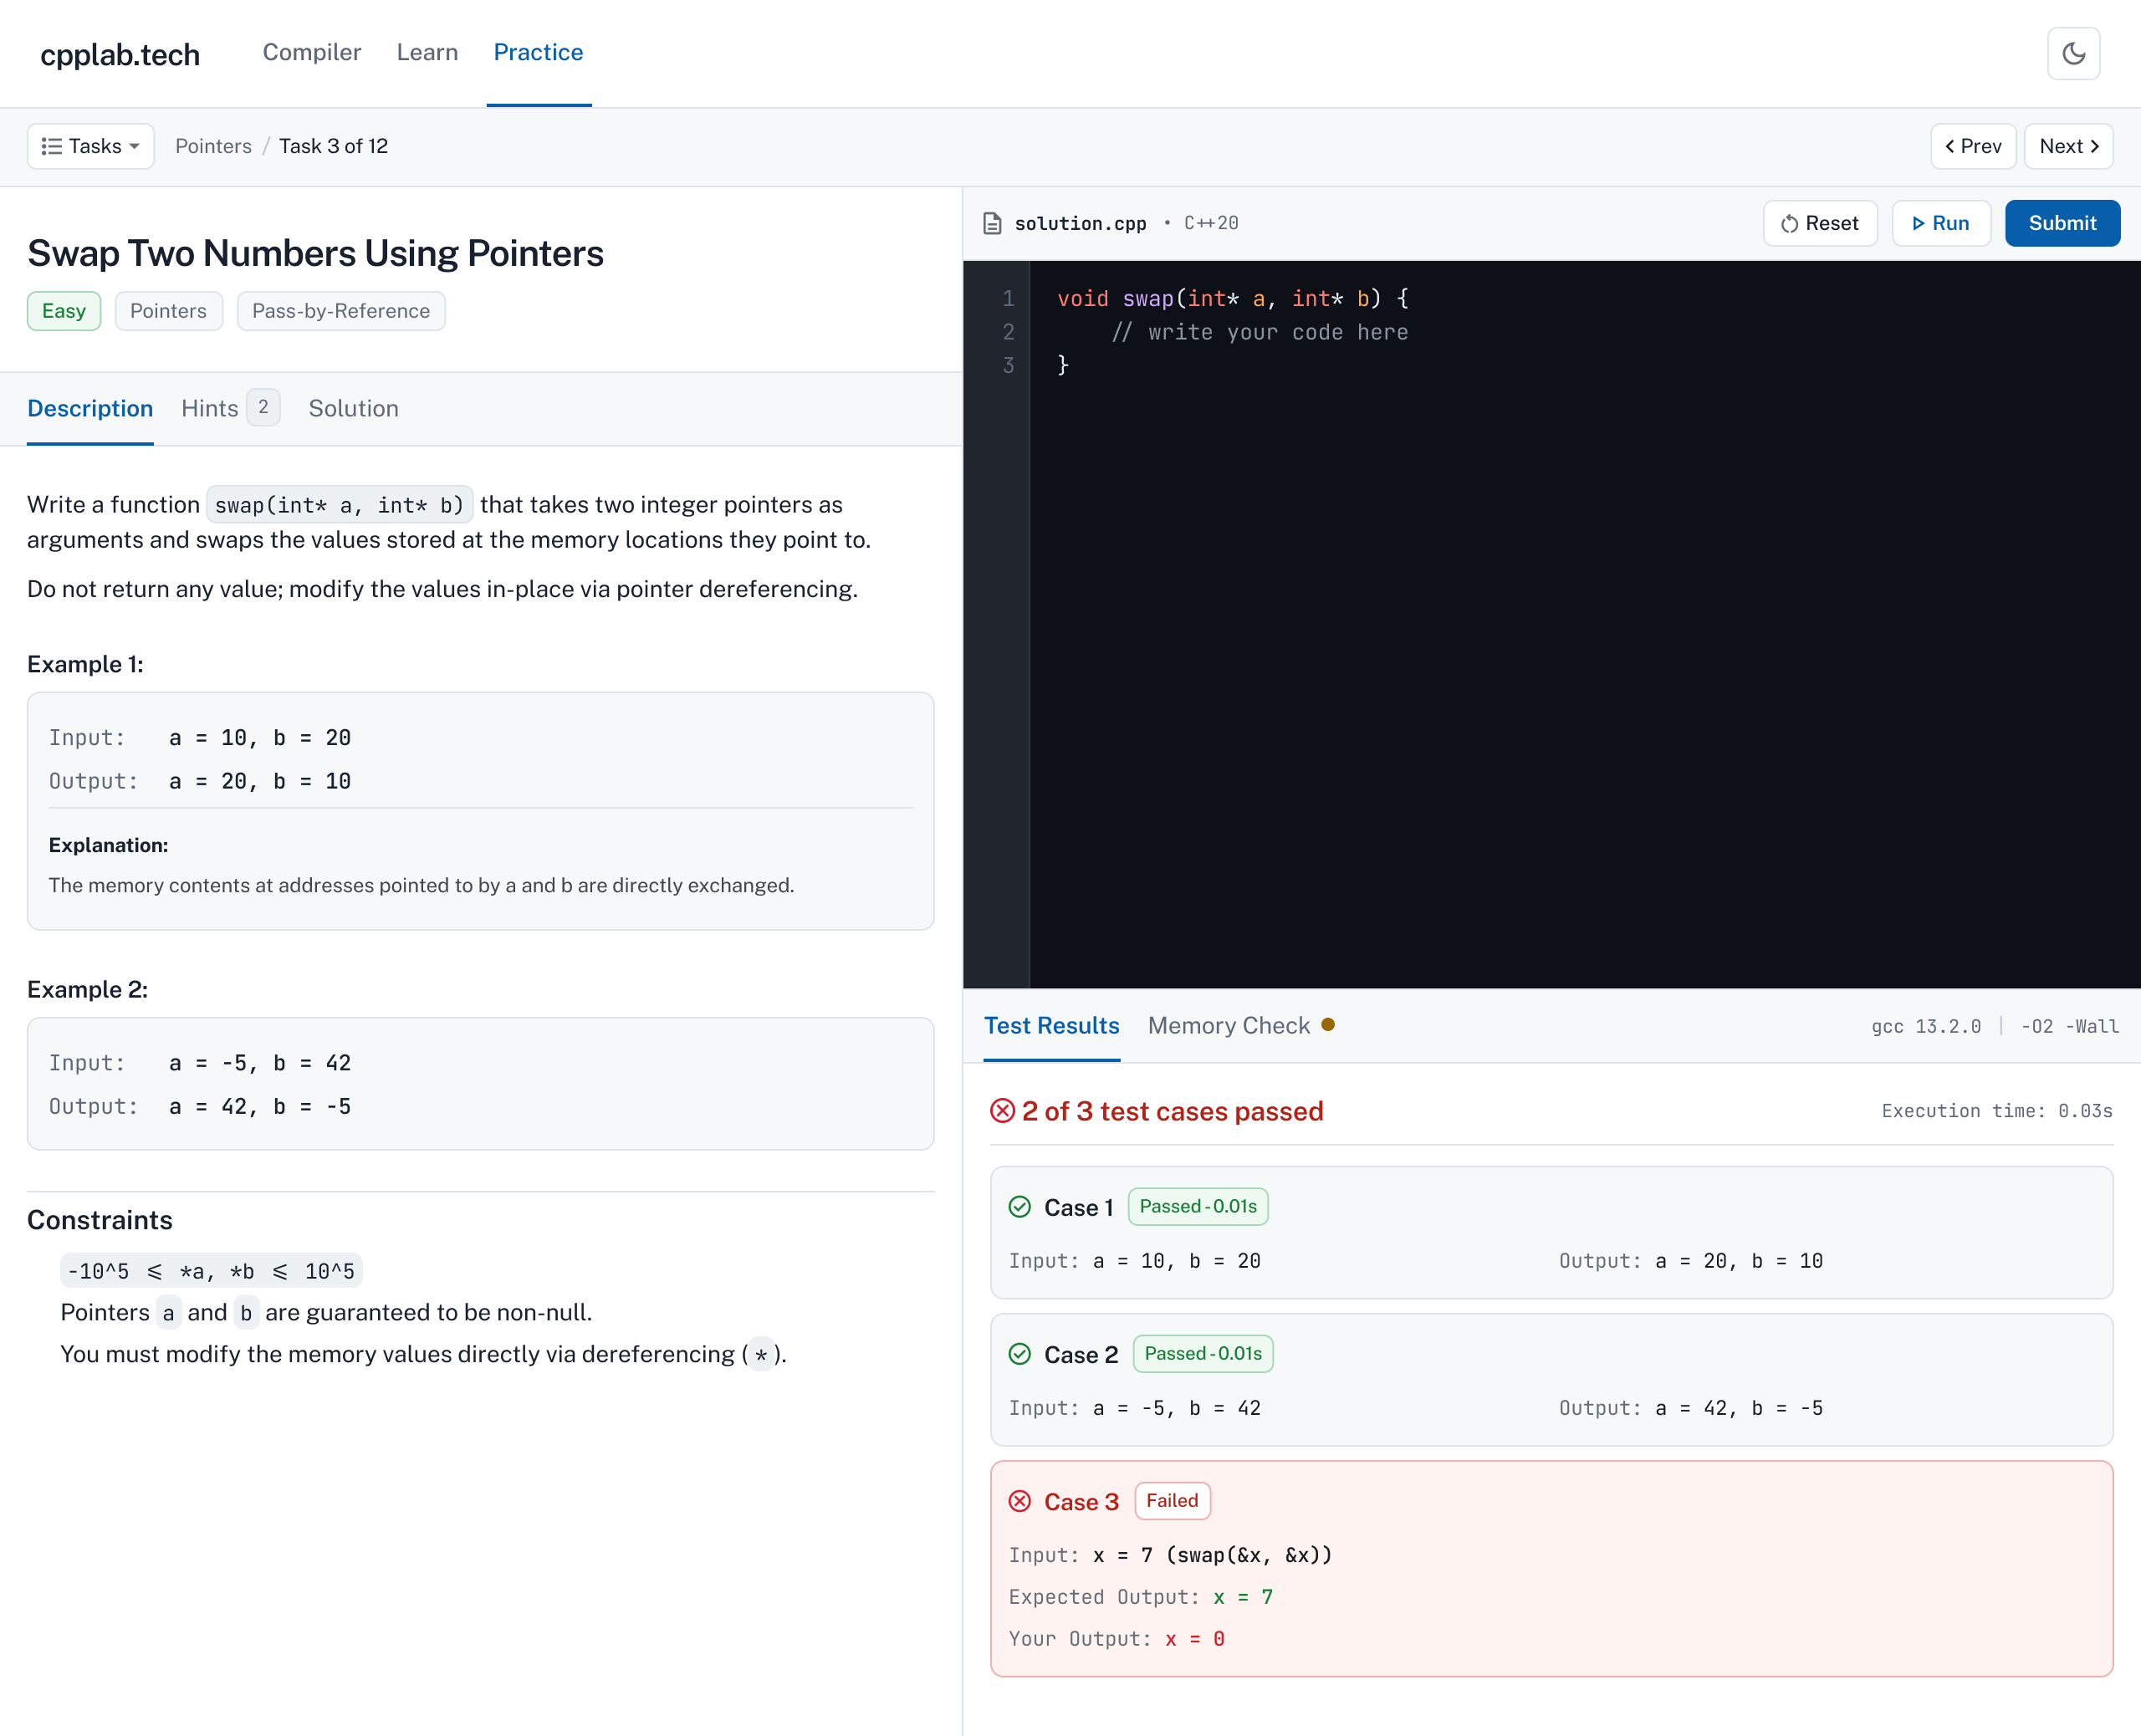 cpplab.tech Compiler Learn Practice
Tasks Pointers / Task 3 of 12 Prev Next
Swap Two Numbers Using Pointers
Easy Pointers Pass-by-Reference
Description Hints 2 Solution
Write a function swap(int* a, int* b) that takes two integer pointers as
arguments and swaps the values stored at the memory locations they point to.
Do not return any value; modify the values in-place via pointer dereferencing.
Example 1:
Input: a = 10, b = 20
Output: a = 20, b = 10
Explanation:
The memory contents at addresses pointed to by a and b are directly exchanged.
Example 2:
Input: a = -5, b = 42
Output: a = 42, b = -5
Constraints
-10^5 <= *a, *b <= 10^5
Pointers a and b are guaranteed to be non-null.
You must modify the memory values directly via dereferencing (*).
solution.cpp • C++20 Reset Run Submit
1 void swap(int* a, int* b) {
2 // write your code here
3 }
Test Results Memory Check gcc 13.2.0 | -O2 -Wall
2 of 3 test cases passed Execution time: 0.03s
Case 1 Passed - 0.01s
Input: a = 10, b = 20 Output: a = 20, b = 10
Case 2 Passed - 0.01s
Input: a = -5, b = 42 Output: a = 42, b = -5
Case 3 Failed
Input: x = 7 (swap(&x, &x))
Expected Output: x = 7
Your Output: x = 0